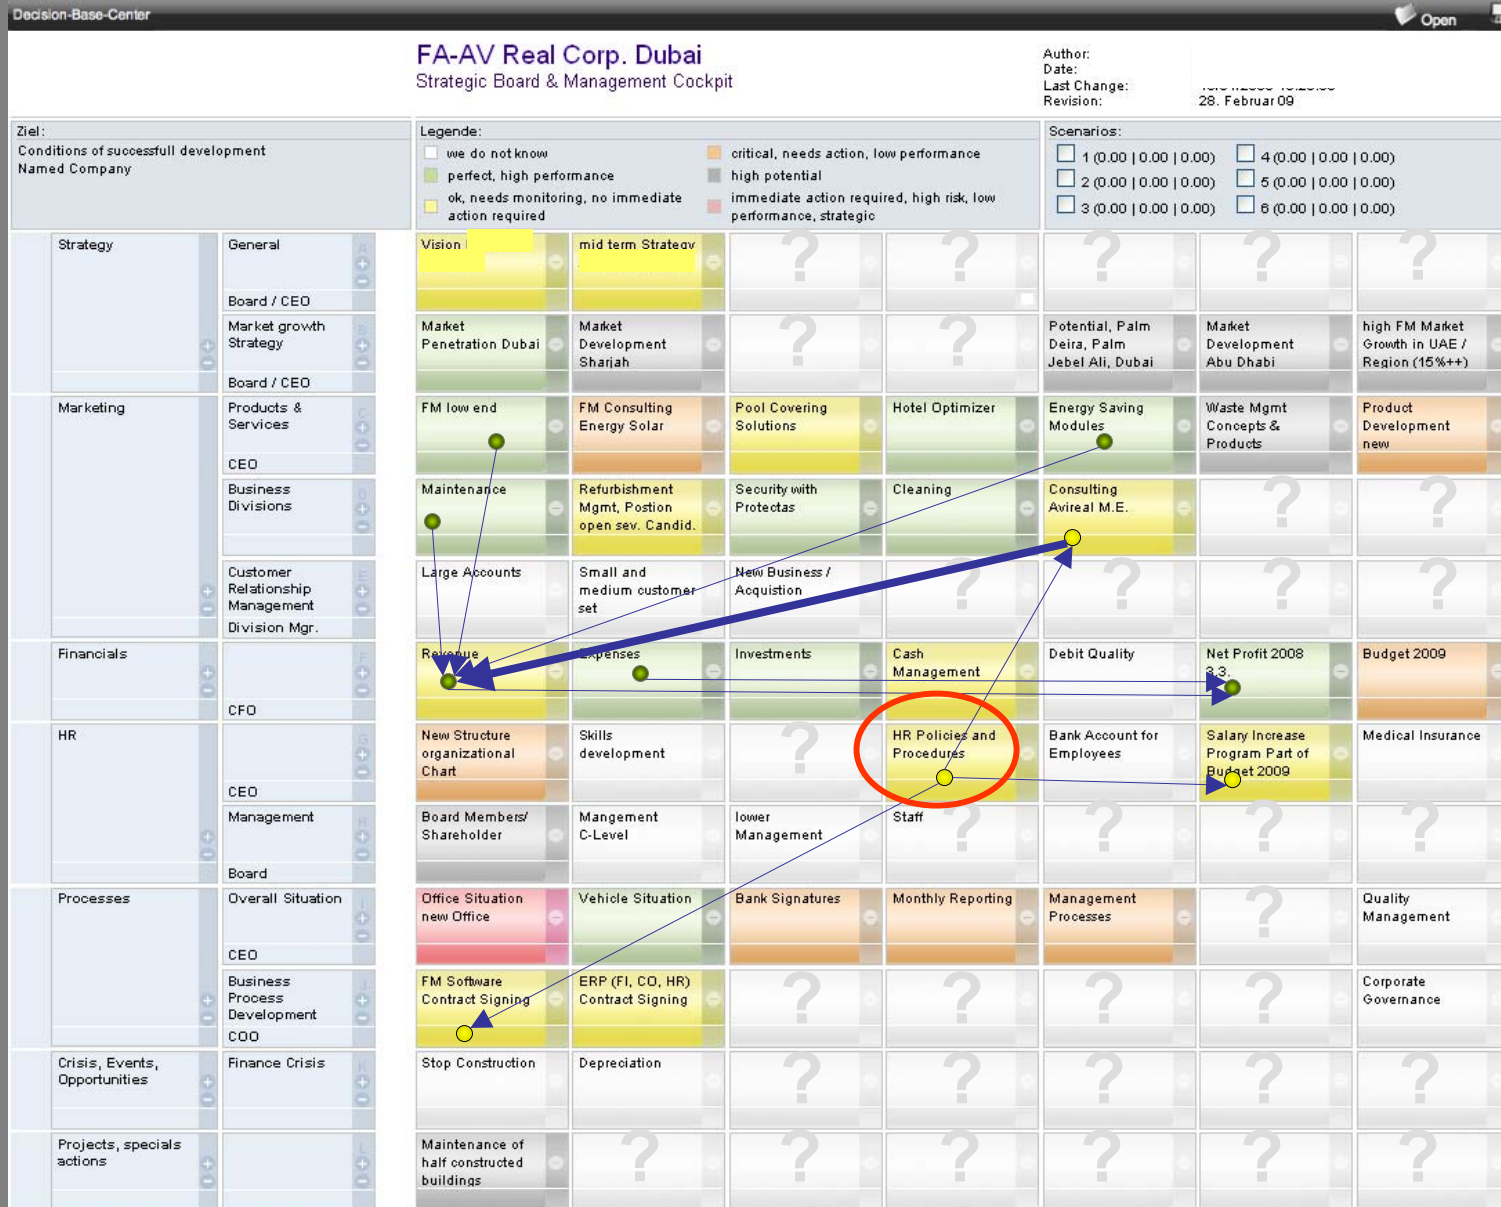 Decision-Base-Center
Open
FA-AV Real Corp. Dubai
Strategic Board & Management Cockpit
Author:
Date:
Last Change:
Revision:
28. Februar 09
Ziel:
Conditions of successfull development
Named Company
Legende:
we do not know
perfect, high performance
ok, needs monitoring, no immediate
action required
critical, needs action, low performance
high potential
immediate action required, high risk, low
performance, strategic
Scenarios:
1 (0.00 | 0.00 | 0.00)
4 (0.00 | 0.00 | 0.00)
2 (0.00 | 0.00 | 0.00)
5 (0.00 | 0.00 | 0.00)
3 (0.00 | 0.00 | 0.00)
6 (0.00 | 0.00 | 0.00)
Strategy
General
Board / CEO
Vision
mid term Strategy
?
?
?
?
?
Market growth
Strategy
Board / CEO
Market
Penetration Dubai
Market
Development
Sharjah
?
?
Potential, Palm
Deira, Palm
Jebel Ali, Dubai
Market
Development
Abu Dhabi
high FM Market
Growth in UAE /
Region (15%++)
Marketing
Products &
Services
CEO
FM low end
FM Consulting
Energy Solar
Pool Covering
Solutions
Hotel Optimizer
Energy Saving
Modules
Waste Mgmt
Concepts &
Products
Product
Development
new
Business
Divisions
Maintenance
Refurbishment
Mgmt, Postion
open sev. Candid.
Security with
Protectas
Cleaning
Consulting
Avireal M.E.
?
?
Customer
Relationship
Management
Division Mgr.
Large Accounts
Small and
medium customer
set
New Business /
Acquistion
?
?
?
?
Financials
CFO
Revenue
Expenses
Investments
Cash
Management
Debit Quality
Net Profit 2008
3.3.
Budget 2009
HR
CEO
New Structure
organizational
Chart
Skills
development
?
HR Policies and
Procedures
Bank Account for
Employees
Salary Increase
Program Part of
Budget 2009
Medical Insurance
Management
Board
Board Members/
Shareholder
Mangement
C-Level
lower
Management
Staff
?
?
?
?
Processes
Overall Situation
CEO
Office Situation
new Office
Vehicle Situation
Bank Signatures
Monthly Reporting
Management
Processes
?
Quality
Management
Business
Process
Development
COO
FM Software
Contract Signing
ERP (FI, CO, HR)
Contract Signing
?
?
?
?
Corporate
Governance
Crisis, Events,
Opportunities
Finance Crisis
Stop Construction
Depreciation
?
?
?
?
?
Projects, specials
actions
Maintenance of
half constructed
buildings
?
?
?
?
?
?